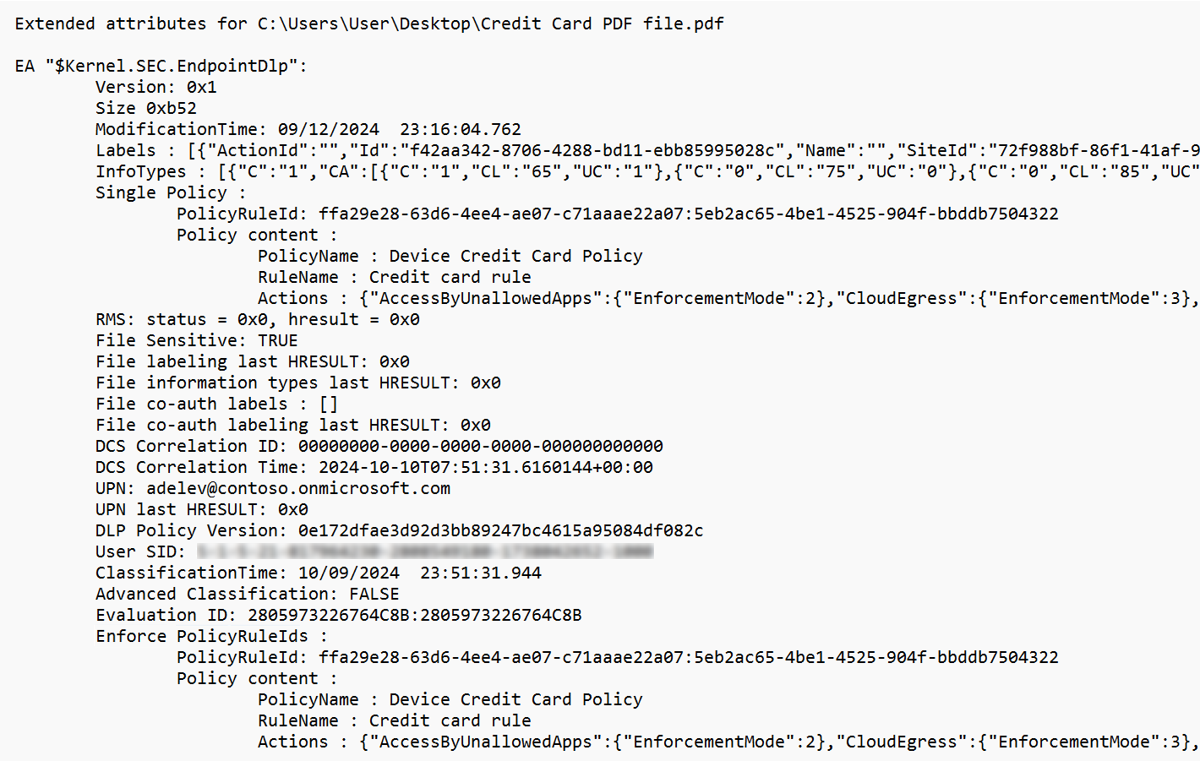 Extended attributes for C:\Users\User\Desktop\Credit Card PDF file.pdf
EA "$Kernel.SEC.EndpointDlp":
Version: 0x1
Size 0xb52
ModificationTime: 09/12/2024  23:16:04.762
Labels : [{"ActionId":"","Id":"f42aa342-8706-4288-bd11-ebb85995028c","Name":"","SiteId":"72f988bf-86f1-41af-9
InfoTypes : [{"C":"1","CA":[{"C":"1","CL":"65","UC":"1"},{"C":"0","CL":"75","UC":"0"},{"C":"0","CL":"85","UC"
Single Policy :
PolicyRuleId: ffa29e28-63d6-4ee4-ae07-c71aaae22a07:5eb2ac65-4be1-4525-904f-bbddb7504322
Policy content :
PolicyName : Device Credit Card Policy
RuleName : Credit card rule
Actions : {"AccessByUnallowedApps":{"EnforcementMode":2},"CloudEgress":{"EnforcementMode":3},
RMS: status = 0x0, hresult = 0x0
File Sensitive: TRUE
File labeling last HRESULT: 0x0
File information types last HRESULT: 0x0
File co-auth labels : []
File co-auth labeling last HRESULT: 0x0
DCS Correlation ID: 00000000-0000-0000-0000-000000000000
DCS Correlation Time: 2024-10-10T07:51:31.6160144+00:00
UPN: adelev@contoso.onmicrosoft.com
UPN last HRESULT: 0x0
DLP Policy Version: 0e172dfae3d92d3bb89247bc4615a95084df082c
User SID:
ClassificationTime: 10/09/2024  23:51:31.944
Advanced Classification: FALSE
Evaluation ID: 2805973226764C8B:2805973226764C8B
Enforce PolicyRuleIds :
PolicyRuleId: ffa29e28-63d6-4ee4-ae07-c71aaae22a07:5eb2ac65-4be1-4525-904f-bbddb7504322
Policy content :
PolicyName : Device Credit Card Policy
RuleName : Credit card rule
Actions : {"AccessByUnallowedApps":{"EnforcementMode":2},"CloudEgress":{"EnforcementMode":3},